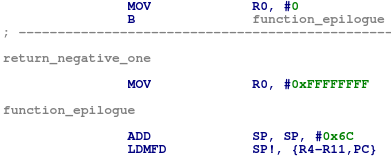 MOV R0, #0
B function_epilogue
; ---------------------------------------------
return_negative_one
MOV R0, #0xFFFFFFFF
function_epilogue
ADD SP, SP, #0x6C
LDMFD SP!, {R4-R11,PC}